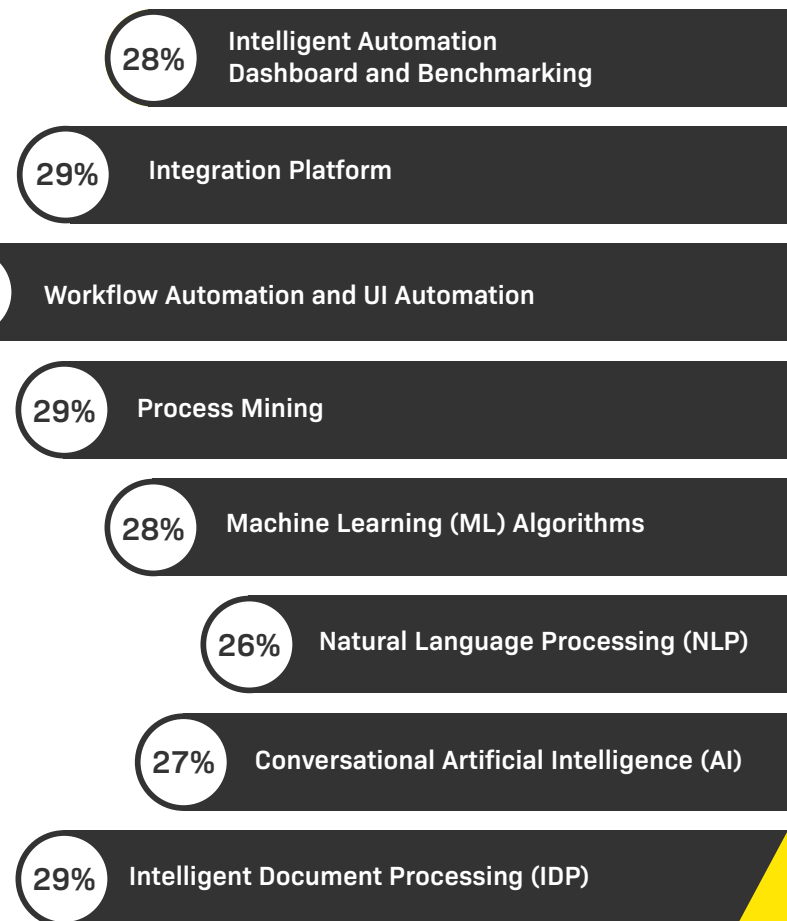 28%
Intelligent Automation
Dashboard and Benchmarking
29%
Integration Platform
Workflow Automation and UI Automation
29%
Process Mining
28%
Machine Learning (ML) Algorithms
26%
Natural Language Processing (NLP)
27%
Conversational Artificial Intelligence (AI)
29%
Intelligent Document Processing (IDP)